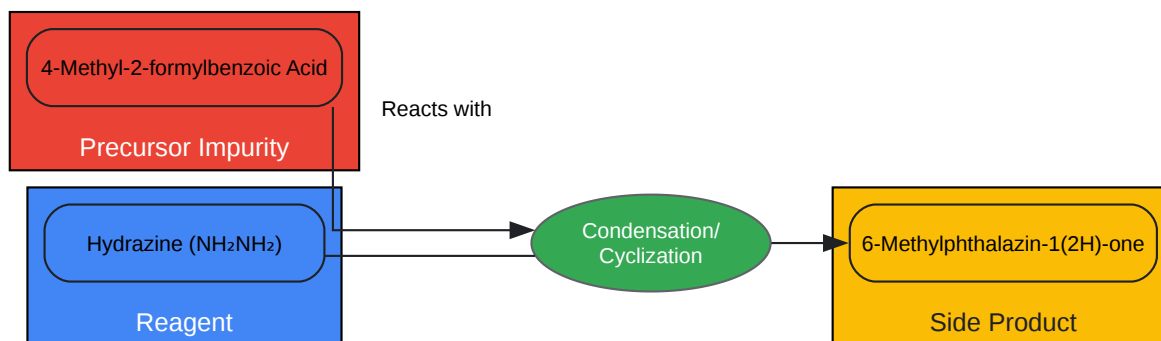 4-Methyl-2-formylbenzoic Acid
Precursor Impurity
Reacts with
Hydrazine (NH₂NH₂)
Reagent
Condensation/
Cyclization
6-Methylphthalazin-1(2H)-one
Side Product